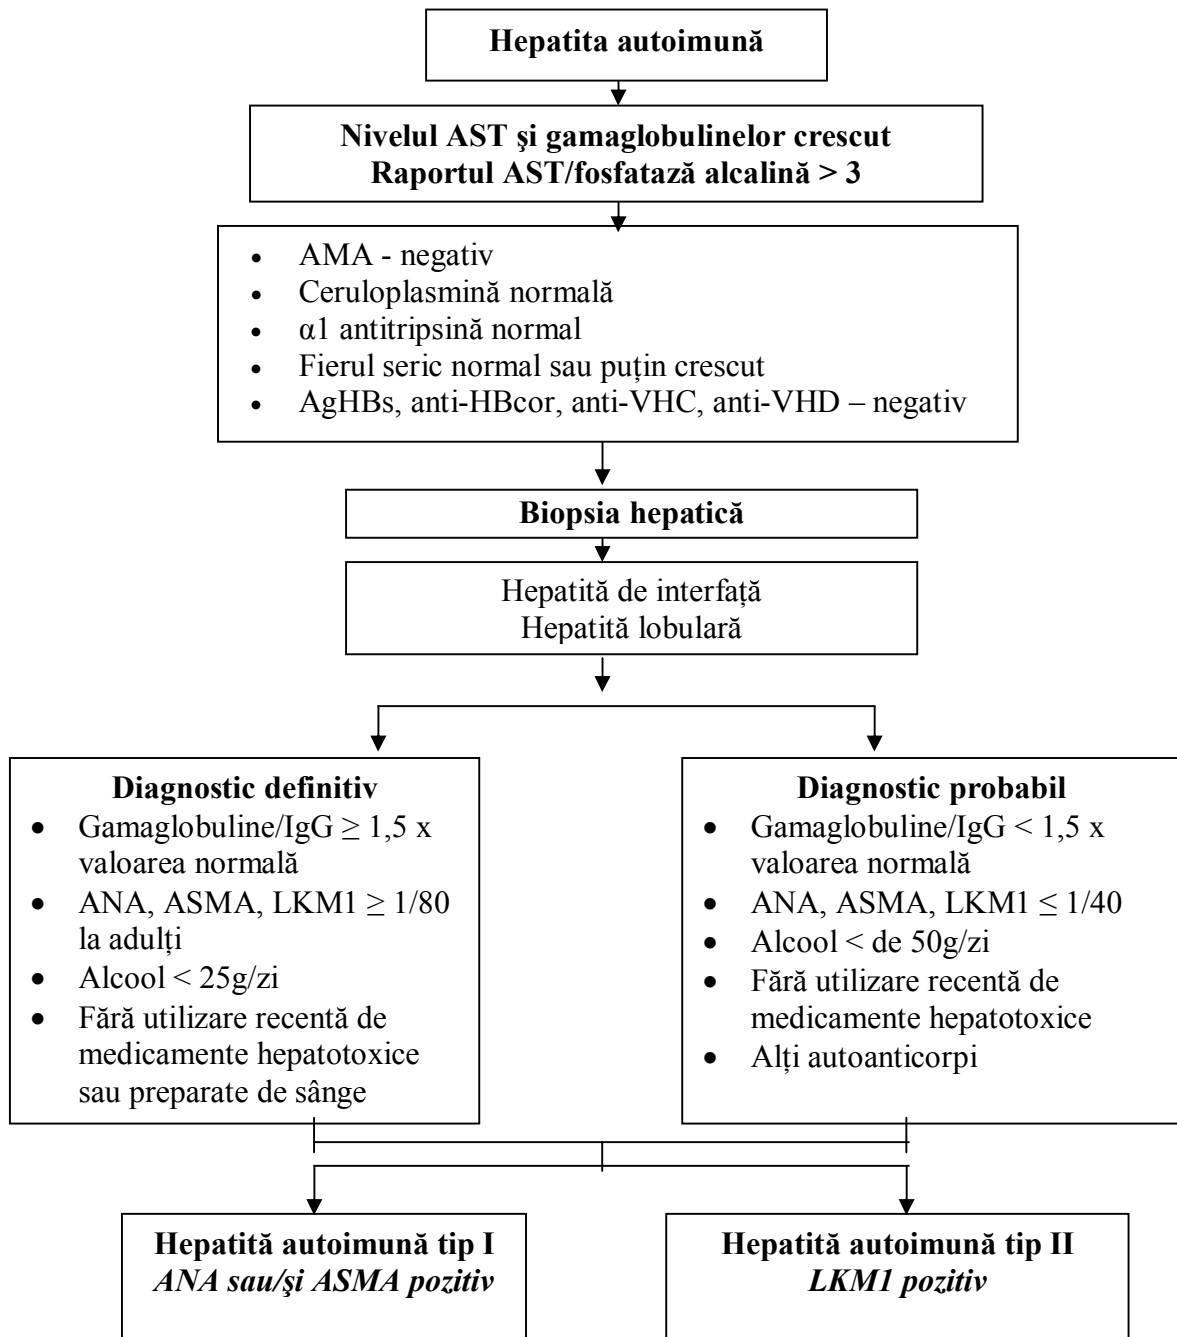 Hepatita autoimună
Nivelul AST şi gamaglobulinelor crescut
Raportul AST/fosfatază alcalină > 3
• AMA - negativ
• Ceruloplasmină normală
• α1 antitripsină normal
• Fierul seric normal sau puțin crescut
• AgHBs, anti-HBcor, anti-VHC, anti-VHD – negativ
Biopsia hepatică
Hepatită de interfață
Hepatită lobulară
Diagnostic definitiv
• Gamaglobuline/IgG ≥ 1,5 x
valoarea normală
• ANA, ASMA, LKM1 ≥ 1/80
la adulți
• Alcool < 25g/zi
• Fără utilizare recentă de
medicamente hepatotoxice
sau preparate de sânge
Diagnostic probabil
• Gamaglobuline/IgG < 1,5 x
valoarea normală
• ANA, ASMA, LKM1 ≤ 1/40
• Alcool < de 50g/zi
• Fără utilizare recentă de
medicamente hepatotoxice
• Alți autoanticorpi
Hepatită autoimună tip I
ANA sau/şi ASMA pozitiv
Hepatită autoimună tip II
LKM1 pozitiv